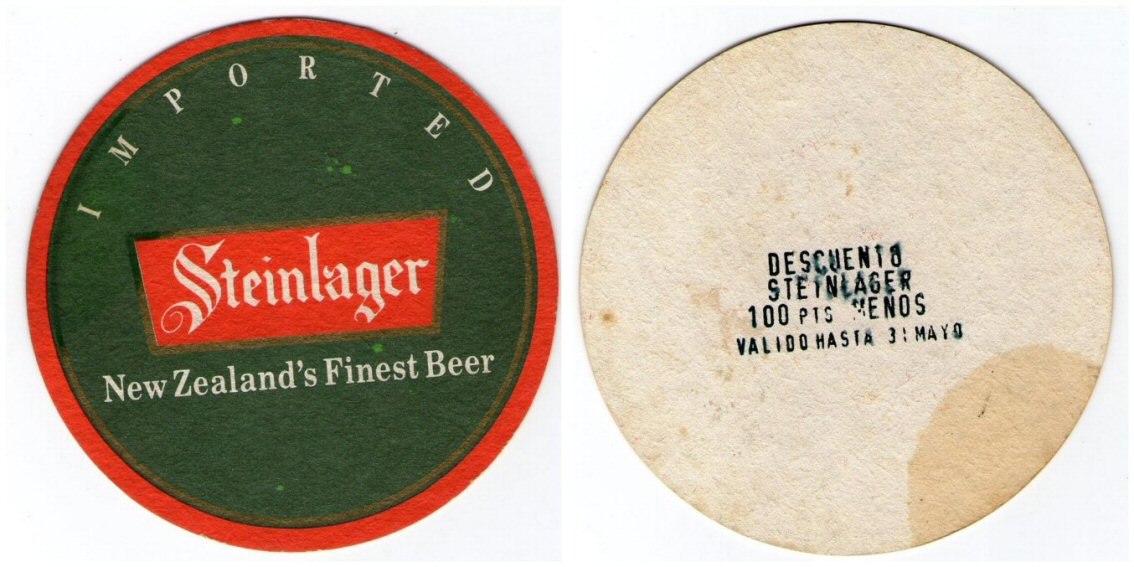 IMPORTED
Steinlager
New Zealand's Finest Beer
DESCUENTO
STEINLAGER
100 PTS MENOS
VALIDO HASTA 31 MAYO